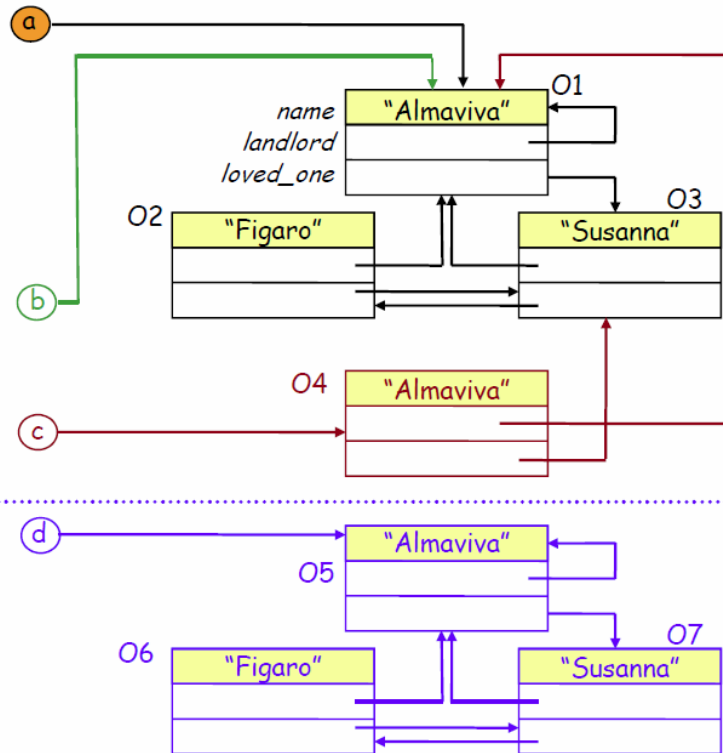 a
O1
name "Almaviva"
landlord
loved_one
O2 O3
"Figaro" "Susanna"
b
O4 "Almaviva"
c
d "Almaviva"
O5
O6 O7
"Figaro" "Susanna"